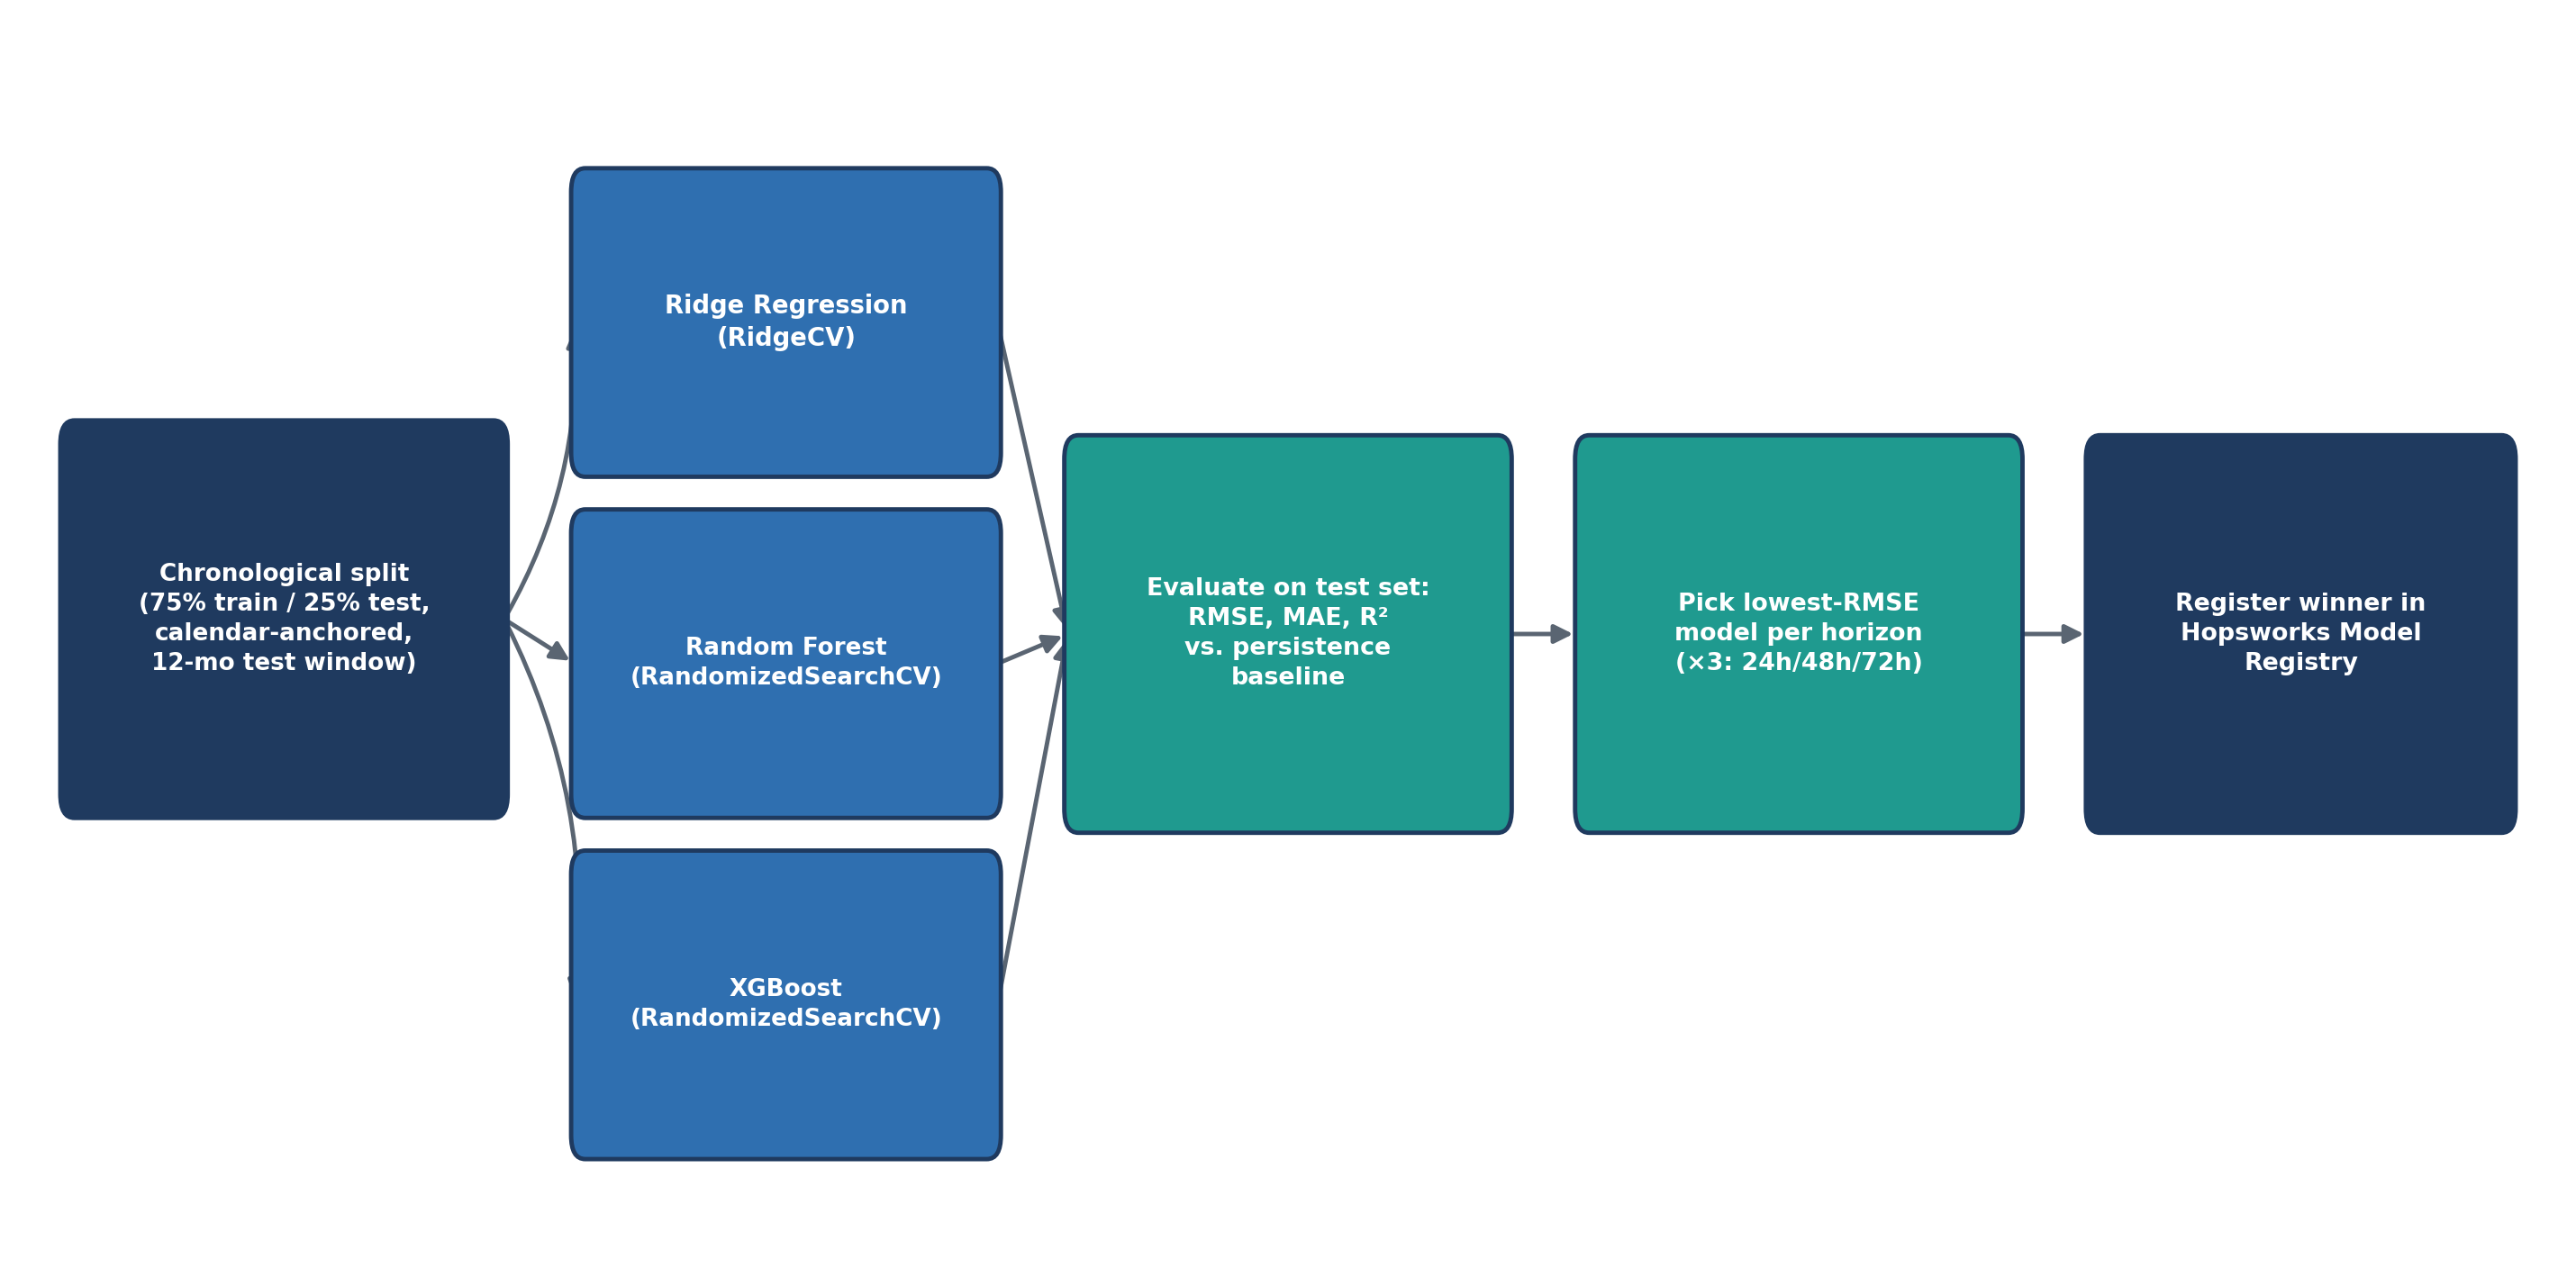 Chronological split
(75% train / 25% test,
calendar-anchored,
12-mo test window)
Ridge Regression
(RidgeCV)
Random Forest
(RandomizedSearchCV)
XGBoost
(RandomizedSearchCV)
Evaluate on test set:
RMSE, MAE, R²
vs. persistence
baseline
Pick lowest-RMSE
model per horizon
(×3: 24h/48h/72h)
Register winner in
Hopsworks Model
Registry